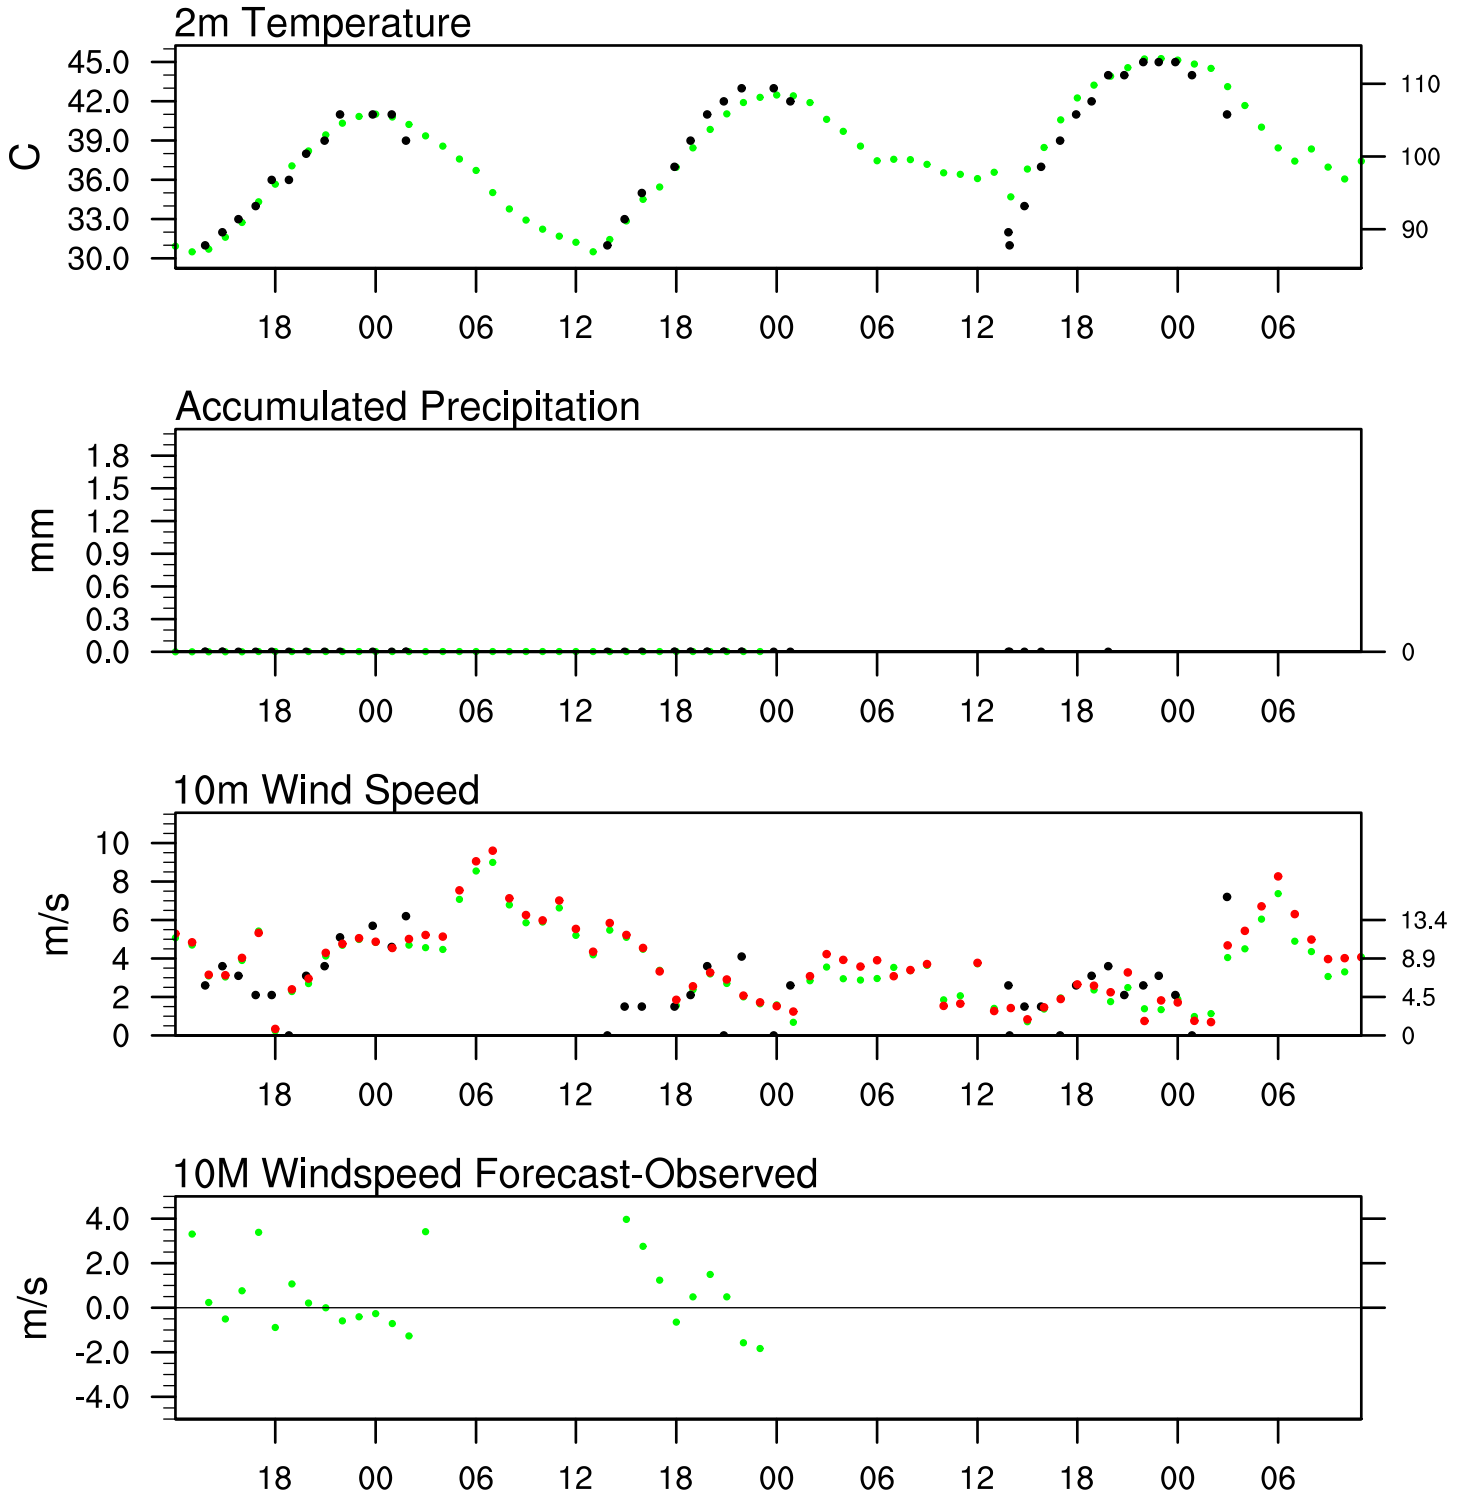 2m Temperature
45.0
42.0
39.0
36.0
33.0
30.0
C
110
100
90
18 00 06 12 18 00 06 12 18 00 06
Accumulated Precipitation
1.8
1.5
1.2
0.9
0.6
0.3
0.0
mm
0
18 00 06 12 18 00 06 12 18 00 06
10m Wind Speed
10
8
6
4
2
0
m/s
13.4
8.9
4.5
0
18 00 06 12 18 00 06 12 18 00 06
10M Windspeed Forecast-Observed
4.0
2.0
0.0
-2.0
-4.0
m/s
18 00 06 12 18 00 06 12 18 00 06